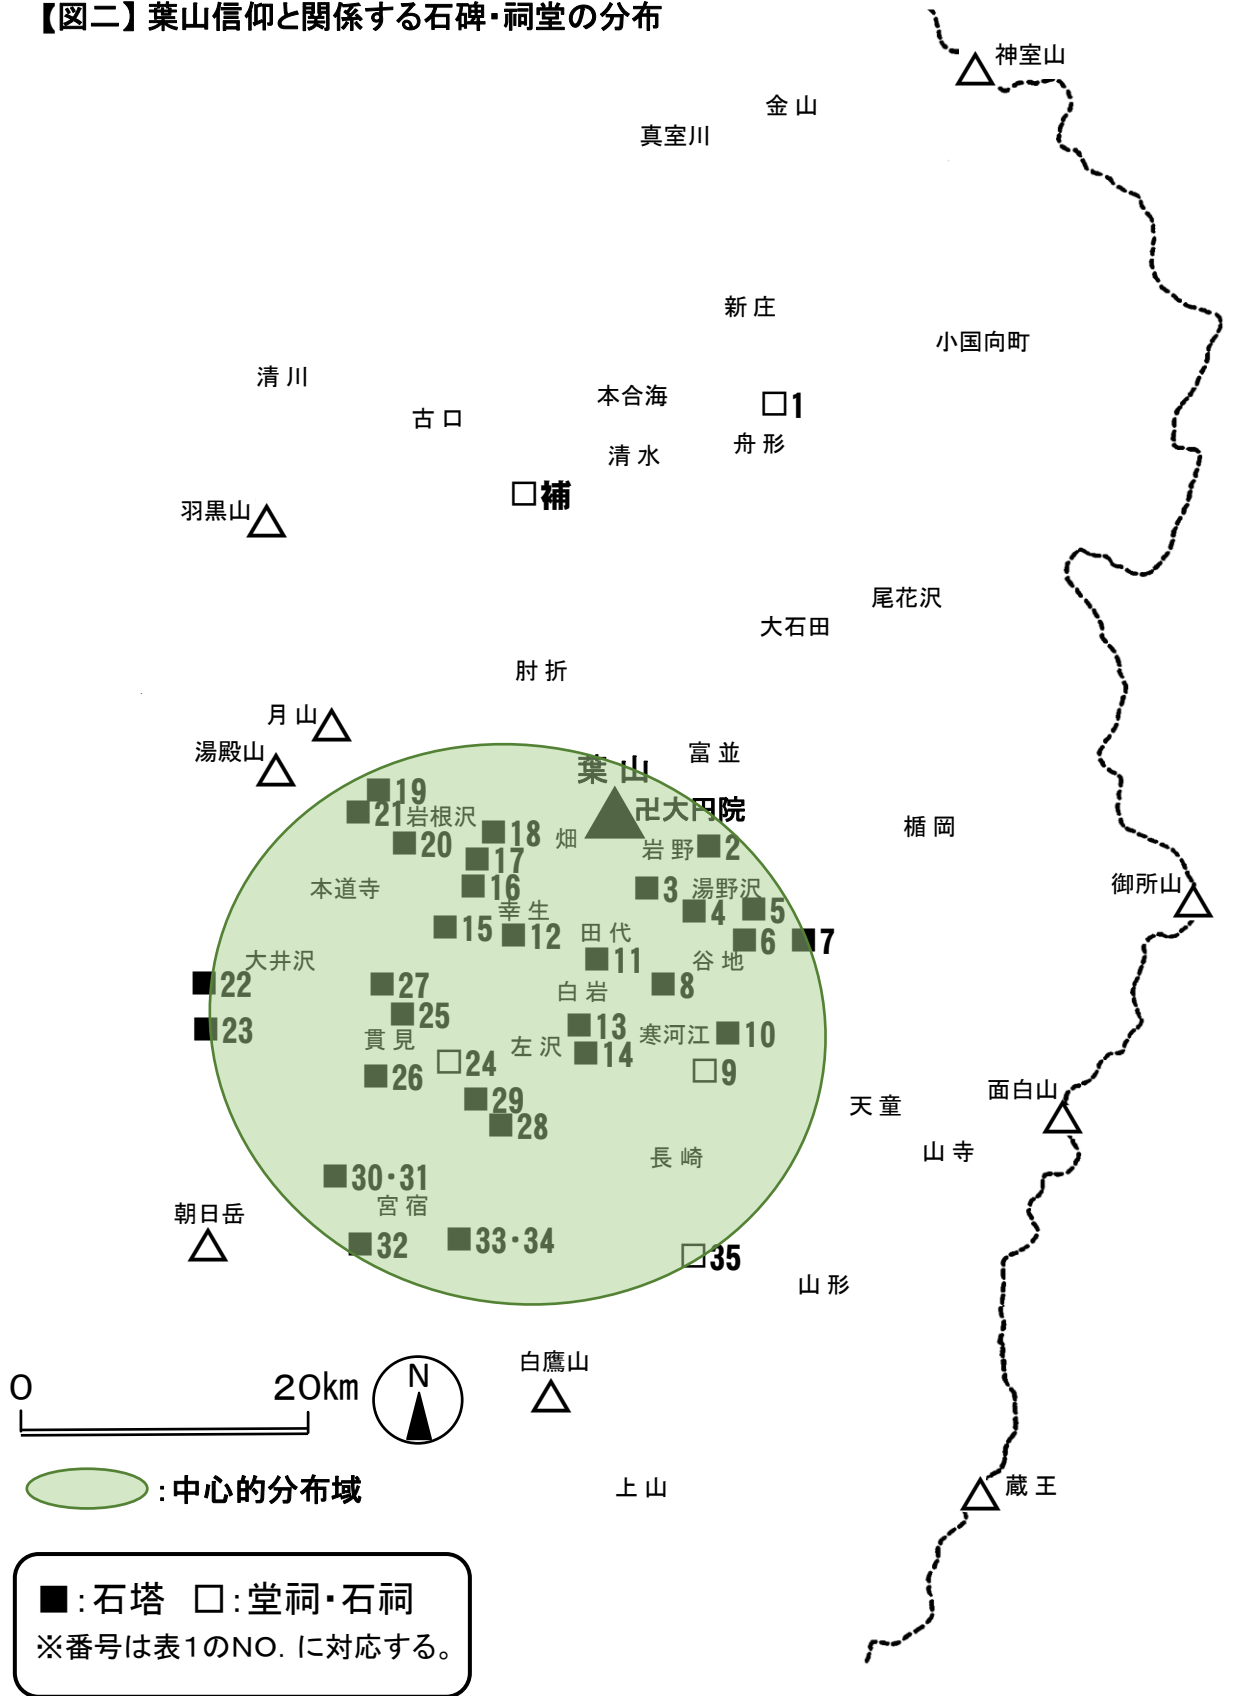 【図二】葉山信仰と関係する石碑・祠堂の分布
神室山
金山
真室川
新庄
小国向町
清川
本合海
□1
古口
舟形
清水
□補
羽黒山
尾花沢
大石田
肘折
月山
湯殿山
富並
葉山
卍大円院
■19
■21
岩根沢
■18
畑
楯岡
■20
岩野
■2
■17
本道寺
■16
■3
湯野沢
御所山
幸生
■4
■5
■15
■12
田代
■6
■7
大井沢
■11
谷地
■22
■27
白岩
■8
■25
■23
■13
寒河江
■10
貫見
左沢
■14
□24
□9
■26
面白山
■29
天童
■28
山寺
長崎
■30・31
宮宿
朝日岳
■32
■33・34
□35
山形
白鷹山
0 20km
N
蔵王
上山
:中心的分布域
■:石塔 □:堂祠・石祠
※番号は表1のNO. に対応する。